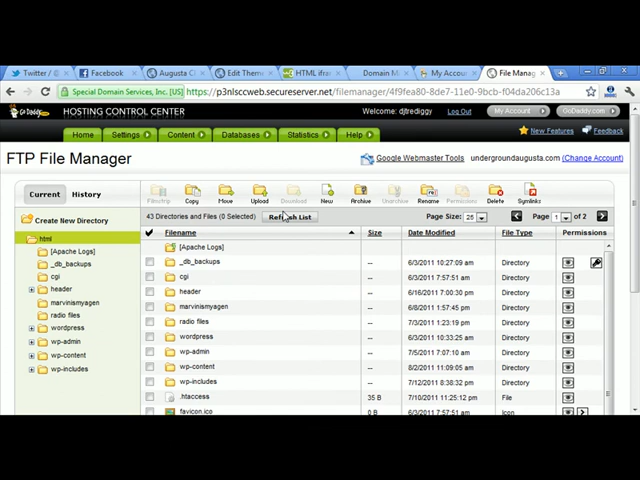 Twitter / @
Facebook
Augusta C
Edit Theme
HTML ifram
Domain M
My Accou
File Manag
Special Domain Services, Inc. [US]
https://p3nlsccweb.secureserver.net/filemanager/4f9fea80-8de7-11e0-9bcb-f04da206c13a
Go Daddy
HOSTING CONTROL CENTER
Welcome: djtrediggy
Log Out
My Account
GoDaddy.com
Home
Settings
Content
Databases
Statistics
Help
New Features
Feedback
FTP File Manager
Google Webmaster Tools
undergroundaugusta.com (Change Account)
Current
History
Filmstrip
Copy
Move
Upload
Download
New
Archive
Unarchive
Permissions
Rename
Delete
Symlinks
43 Directories and Files (0 Selected)
Refresh List
Page Size: 25
Page 1 of 2
Create New Directory
html
[Apache Logs]
_db_backups
cgi
header
marvinismyagen
radio files
wordpress
wp-admin
wp-content
wp-includes
Filename Size Date Modified File Type Permissions
[Apache Logs]
_db_backups -- 6/3/2011 10:27:09 am Directory
cgi -- 6/3/2011 7:57:51 am Directory
header -- 6/16/2011 7:00:30 pm Directory
marvinismyagen -- 6/8/2011 1:57:45 pm Directory
radio files -- 7/3/2011 1:23:19 pm Directory
wordpress -- 6/3/2011 10:33:25 am Directory
wp-admin -- 7/5/2011 7:07:10 am Directory
wp-content -- 8/2/2011 11:09:05 am Directory
wp-includes -- 7/12/2011 8:38:32 pm Directory
.htaccess 35 B 7/10/2011 11:25:12 pm File
favicon.ico 0 B 6/3/2011 7:57:51 am Icon